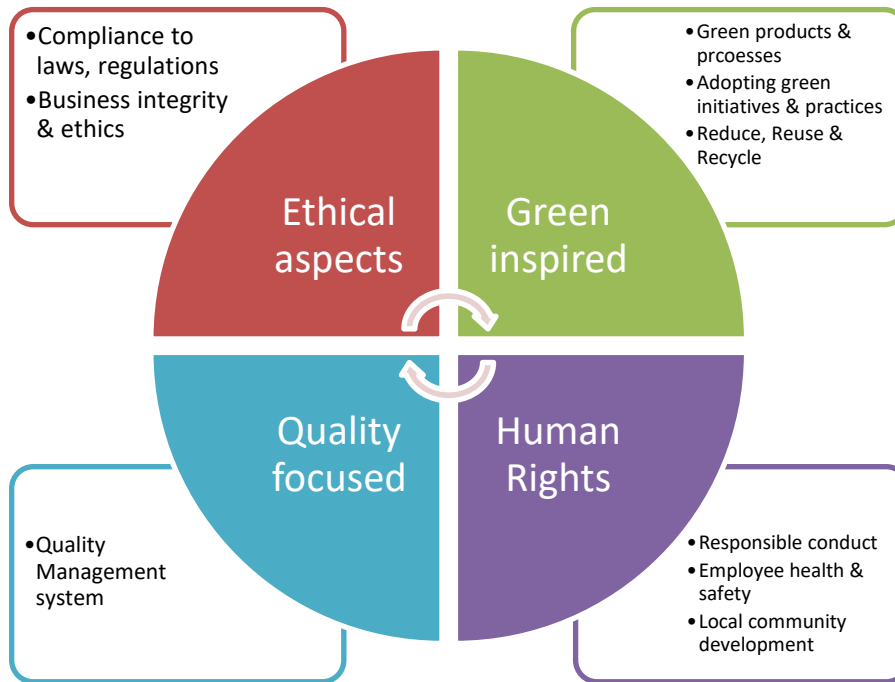 •Compliance to
laws, regulations
•Business integrity
& ethics
•Green products &
prcoesses
•Adopting green
initiatives & practices
•Reduce, Reuse &
Recycle
Ethical
aspects
Green
inspired
Quality
focused
Human
Rights
•Quality
Management
system
•Responsible conduct
•Employee health &
safety
•Local community
development